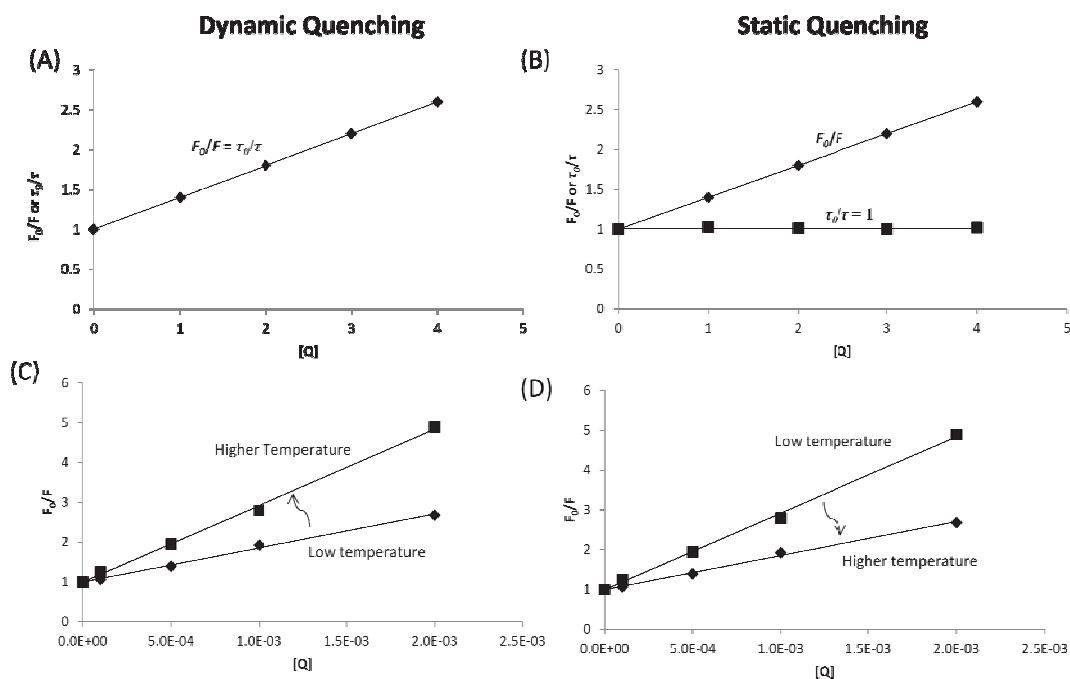 Dynamic Quenching
Static Quenching
(A)
3
2.5
2
1.5
1
0.5
0
F0/F or τ0/τ
F0/F = τ0/τ
0 1 2 3 4 5
[Q]
(B)
3
2.5
2
1.5
1
0.5
0
F0/F or τ0/τ
F0/F
τ0/τ = 1
0 1 2 3 4 5
[Q]
(C)
6
5
4
3
2
1
0
F0/F
Higher Temperature
Low temperature
0.0E+00 5.0E-04 1.0E-03 1.5E-03 2.0E-03 2.5E-03
[Q]
(D)
6
5
4
3
2
1
0
F0/F
Low temperature
Higher temperature
0.0E+00 5.0E-04 1.0E-03 1.5E-03 2.0E-03 2.5E-03
[Q]